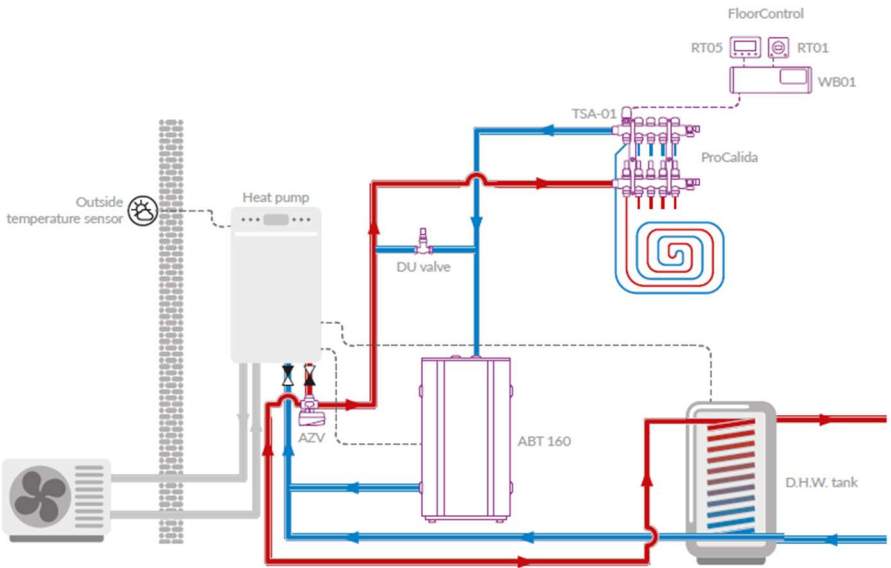 FloorControl
RT05
RT01
WB01
TSA-01
ProCalida
Outside
temperature sensor
Heat pump
DU valve
AZV
ABT 160
D.H.W. tank